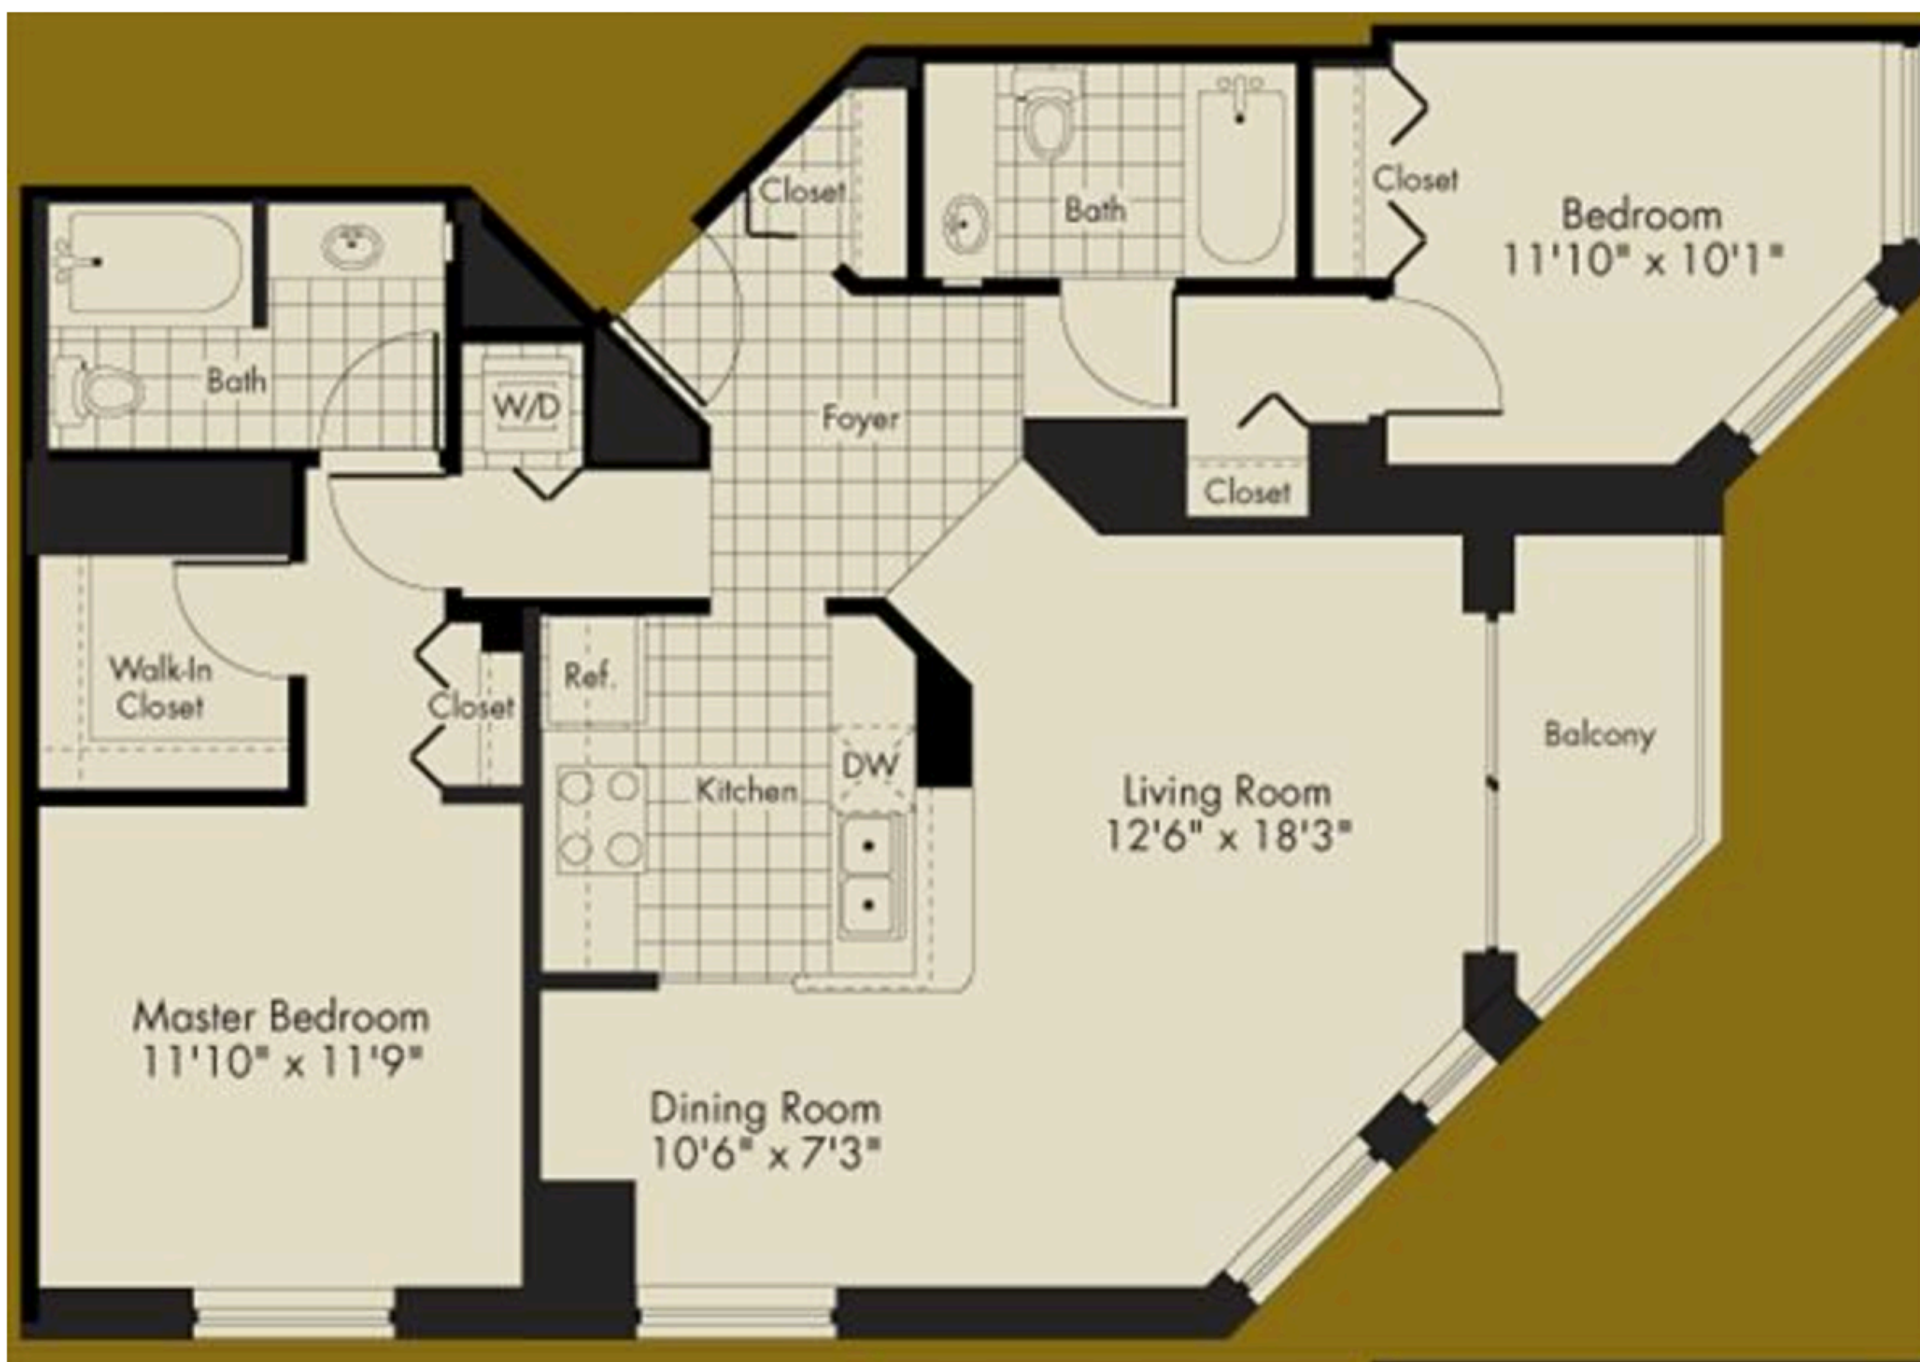 Closet
Bath
Closet
Bedroom
11'10" x 10'1"
Bath
W/D
Foyer
Closet
Walk-In
Closet
Closet
Ref.
DW
Kitchen
Living Room
12'6" x 18'3"
Balcony
Master Bedroom
11'10" x 11'9"
Dining Room
10'6" x 7'3"